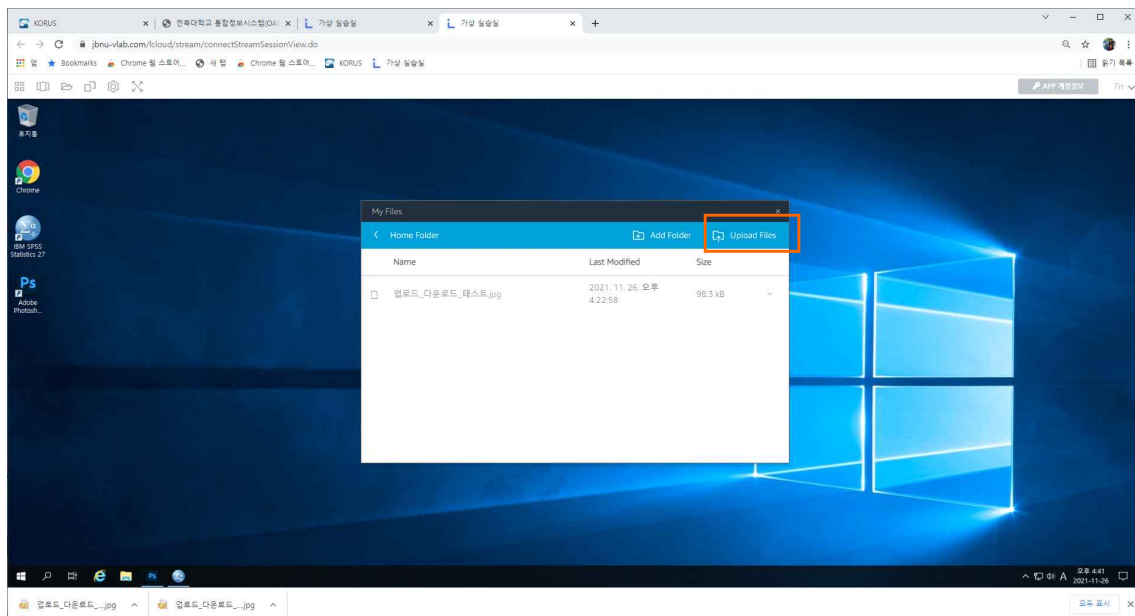 KORUS
전북대학교 통합정보시스템(OA
가상 실습실
가상 실습실
jbnu-vlab.com/lcloud/stream/connectStreamSessionView.do
앱
Bookmarks
Chrome 웹 스토어...
새 탭
Chrome 웹 스토어...
KORUS
가상 실습실
읽기 목록
APP 계정정보
Fn
휴지통
Chrome
IBM SPSS
Statistics 27
Ps
Adobe
Photosh...
My Files
Home Folder
Add Folder
Upload Files
Name
Last Modified
Size
업로드_다운로드_테스트.jpg
2021. 11. 26. 오후
4:22:58
98.3 kB
A
오후 4:41
2021-11-26
업로드_다운로드_....jpg
업로드_다운로드_....jpg
모두 표시